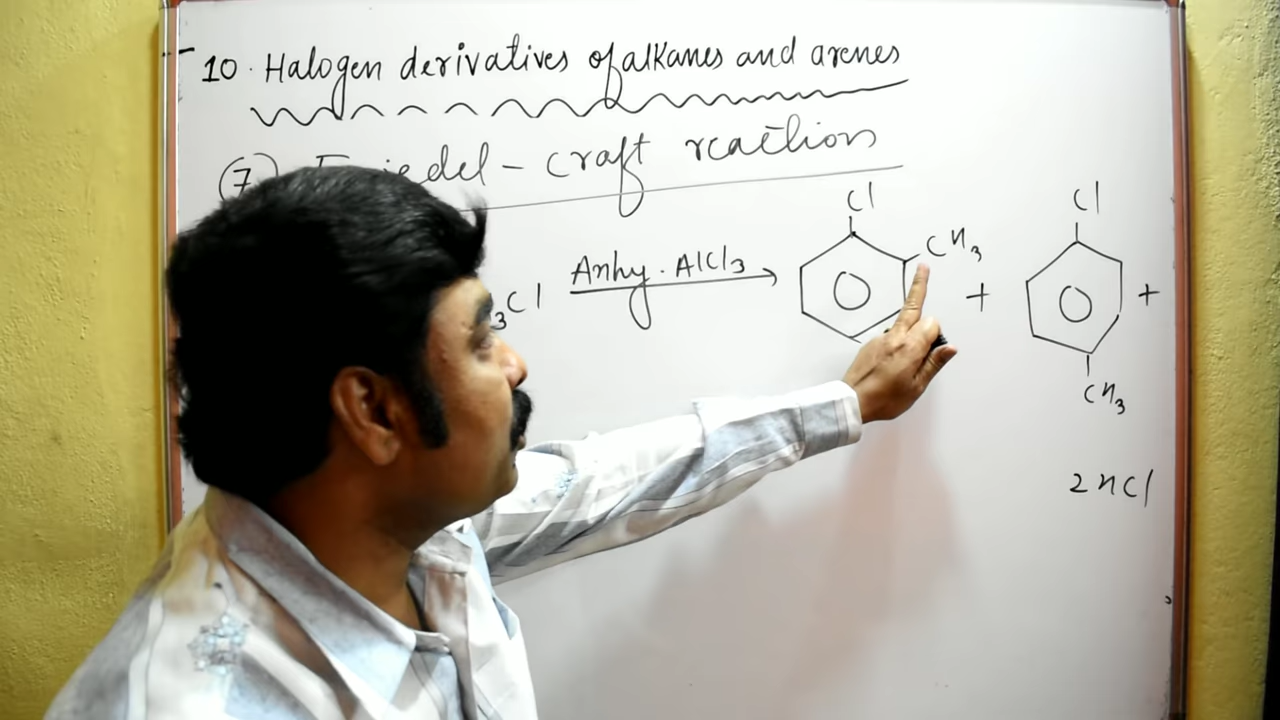 10. Halogen derivatives of alkanes and arenes
(7) Friedel - craft reaction
3Cl Anhy. AlCl3 → Cl CH3 + Cl CH3 +
2HCl